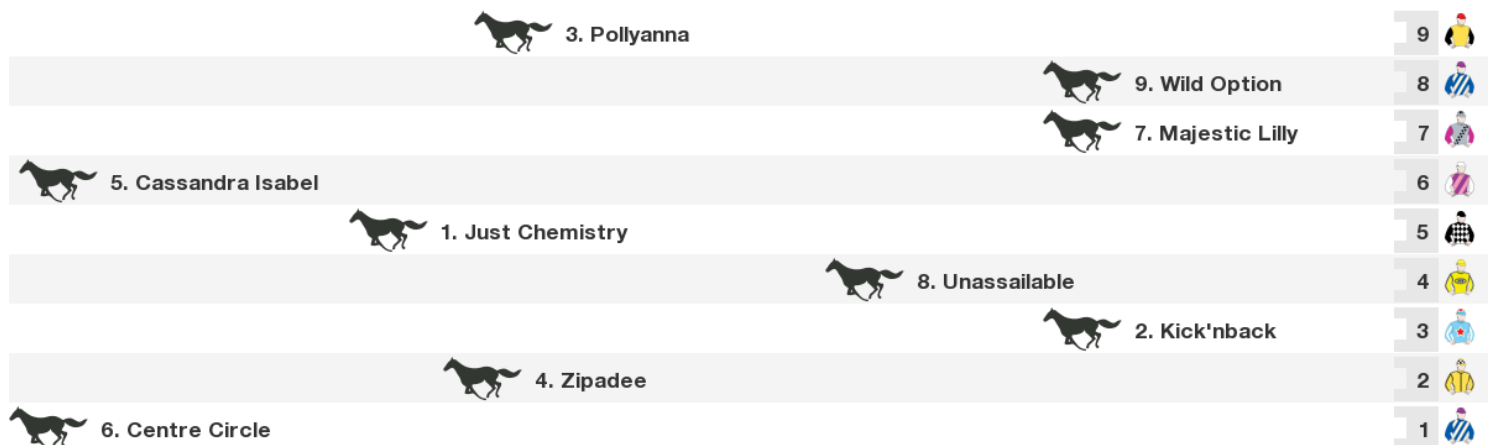 3. Pollyanna 9
9. Wild Option 8
7. Majestic Lilly 7
5. Cassandra Isabel 6
1. Just Chemistry 5
8. Unassailable 4
2. Kick'nback 3
4. Zipadee 2
6. Centre Circle 1